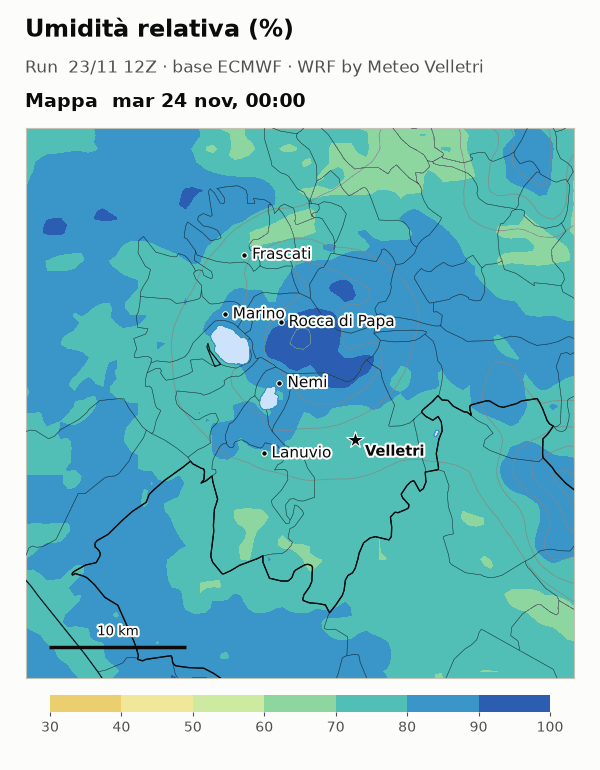 Umidità relativa (%)
Run  23/11 12Z · base ECMWF · WRF by Meteo Velletri
Mappa  mar 24 nov, 00:00
Frascati
Marino
Rocca di Papa
Nemi
Velletri
Lanuvio
10 km
30 40 50 60 70 80 90 100